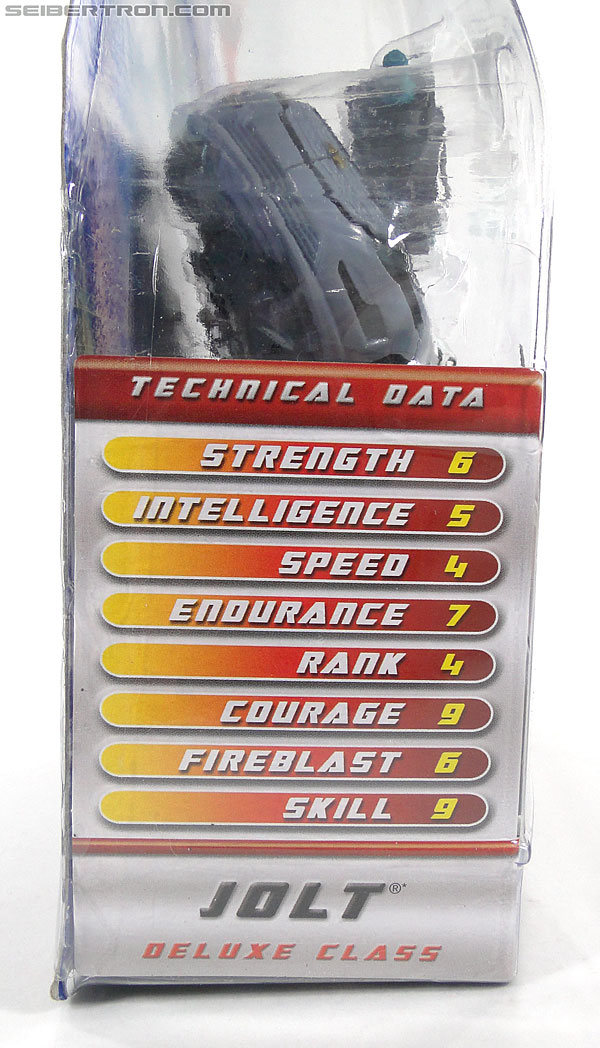 SEIBERTRON.COM
TECHNICAL DATA
STRENGTH 6
INTELLIGENCE 5
SPEED 4
ENDURANCE 7
RANK 4
COURAGE 9
FIREBLAST 6
SKILL 9
JOLT®*
DELUXE CLASS